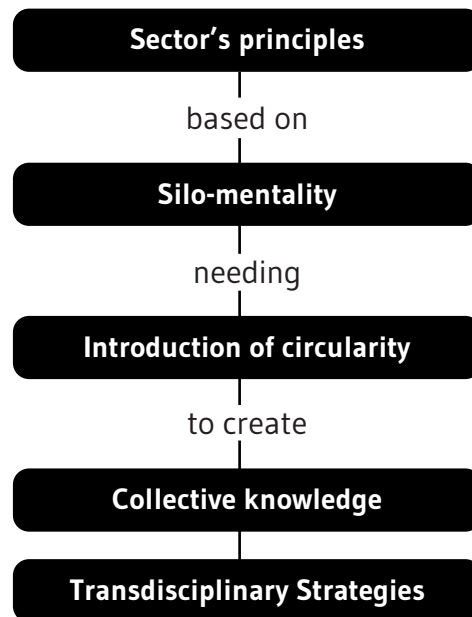 Sector’s principles
based on
Silo-mentality
needing
Introduction of circularity
to create
Collective knowledge
Transdisciplinary Strategies